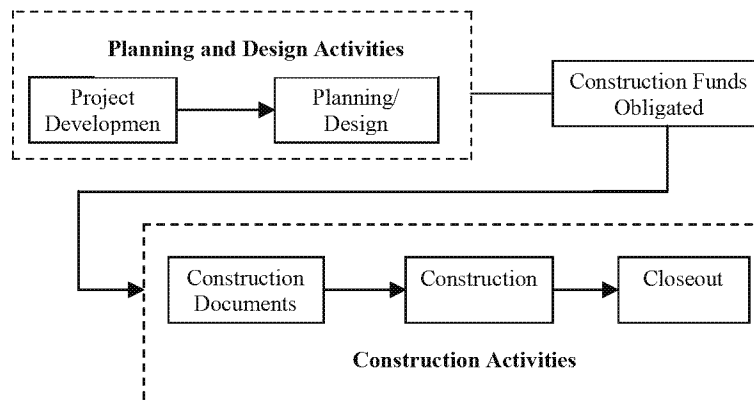 Planning and Design Activities
Project
Developmen
Planning/
Design
Construction Funds
Obligated
Construction
Documents
Construction
Closeout
Construction Activities